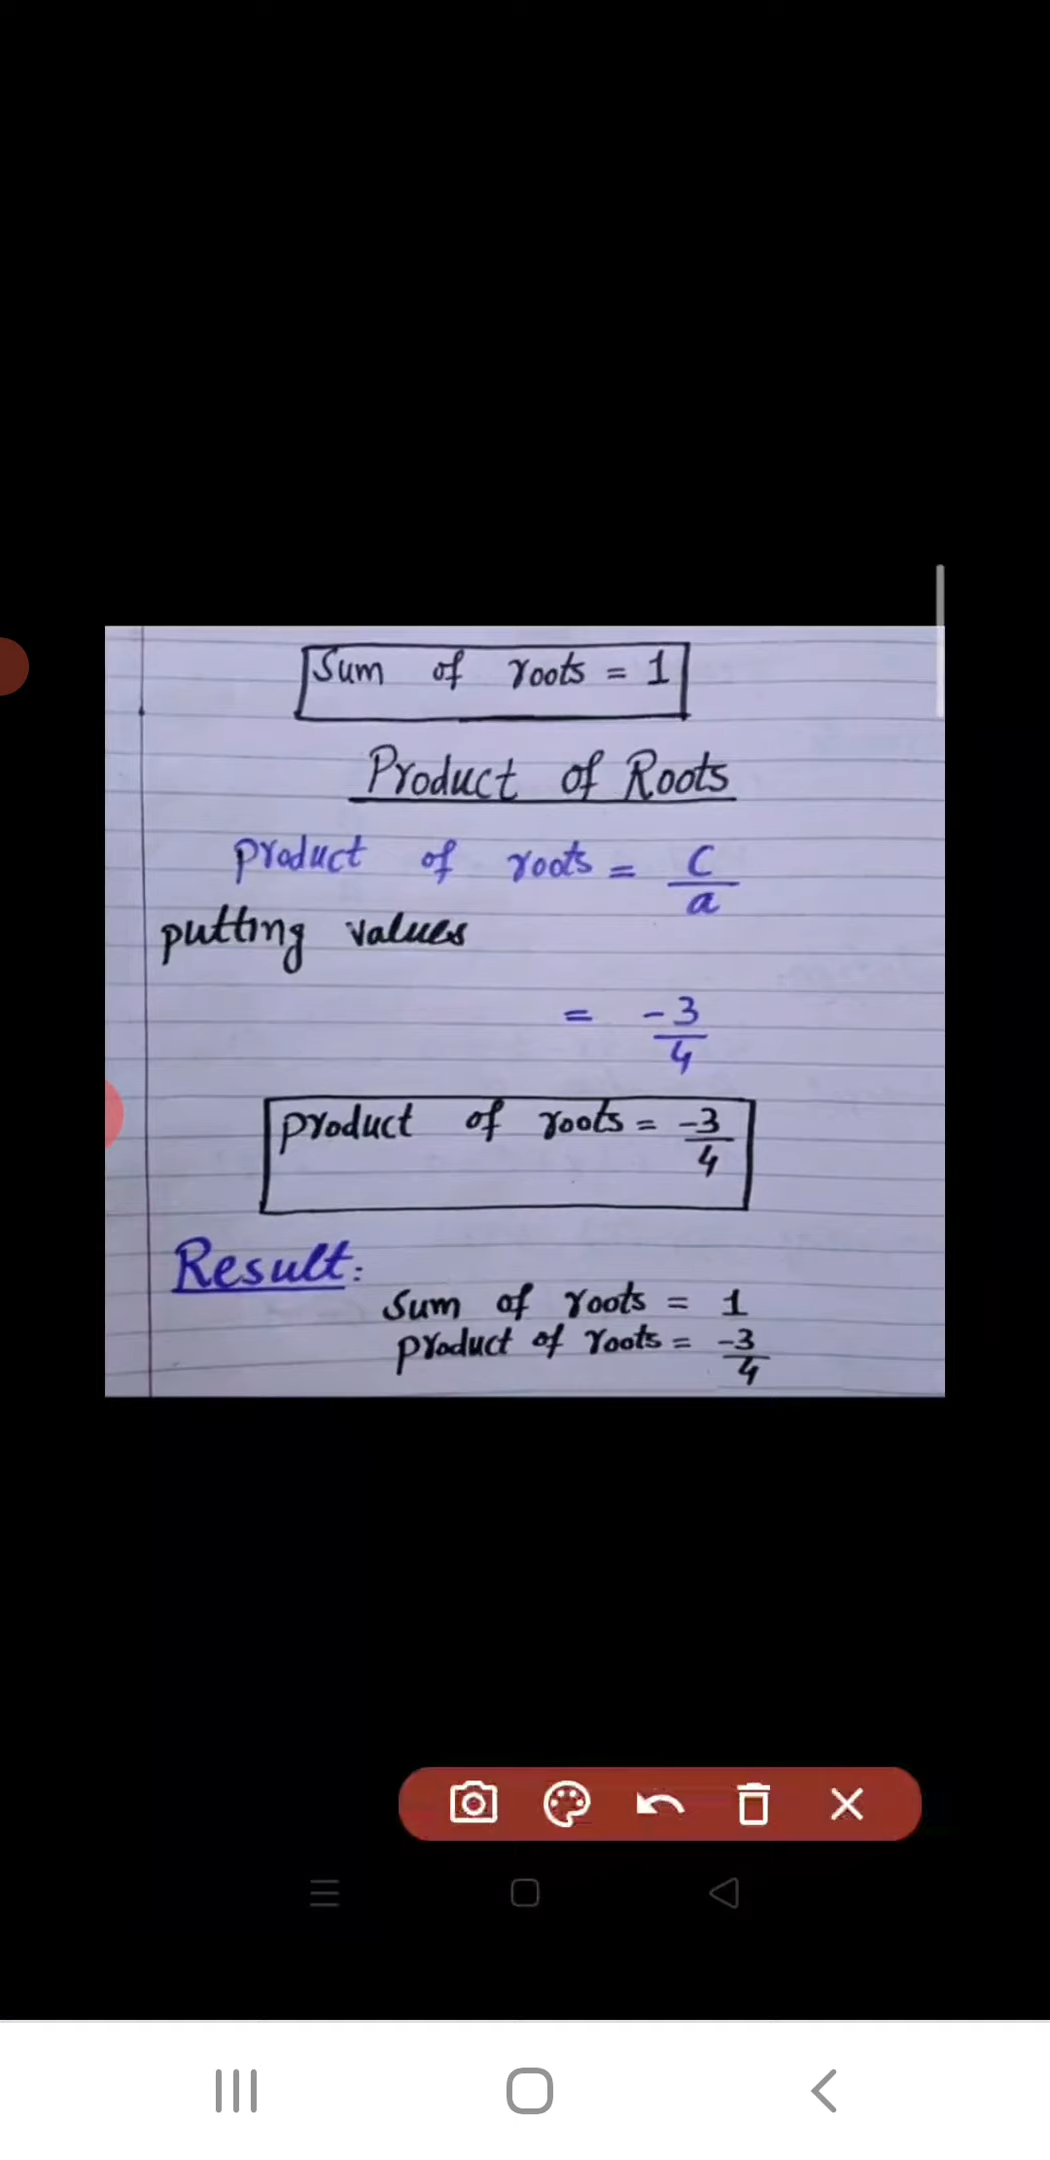 Sum of roots = 1
Product of Roots
product of roots = c/a
putting values
= -3/4
product of roots = -3/4
Result:
Sum of roots = 1
product of roots = -3/4